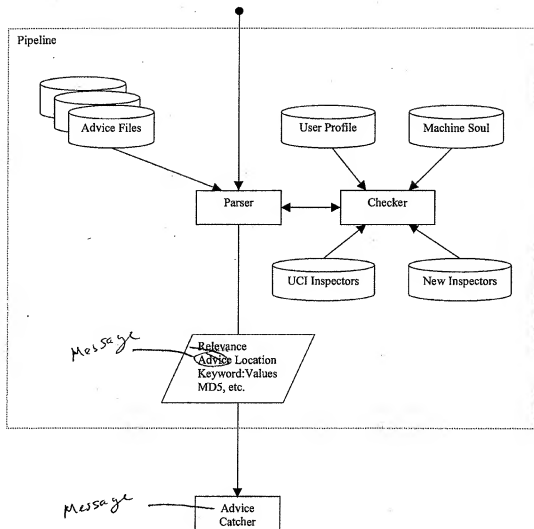 Pipeline
Advice Files
User Profile
Machine Soul
Parser
Checker
UCI Inspectors
New Inspectors
Message
Relevance
Advice Location
Keyword:Values
MD5, etc.
Message
Advice
Catcher